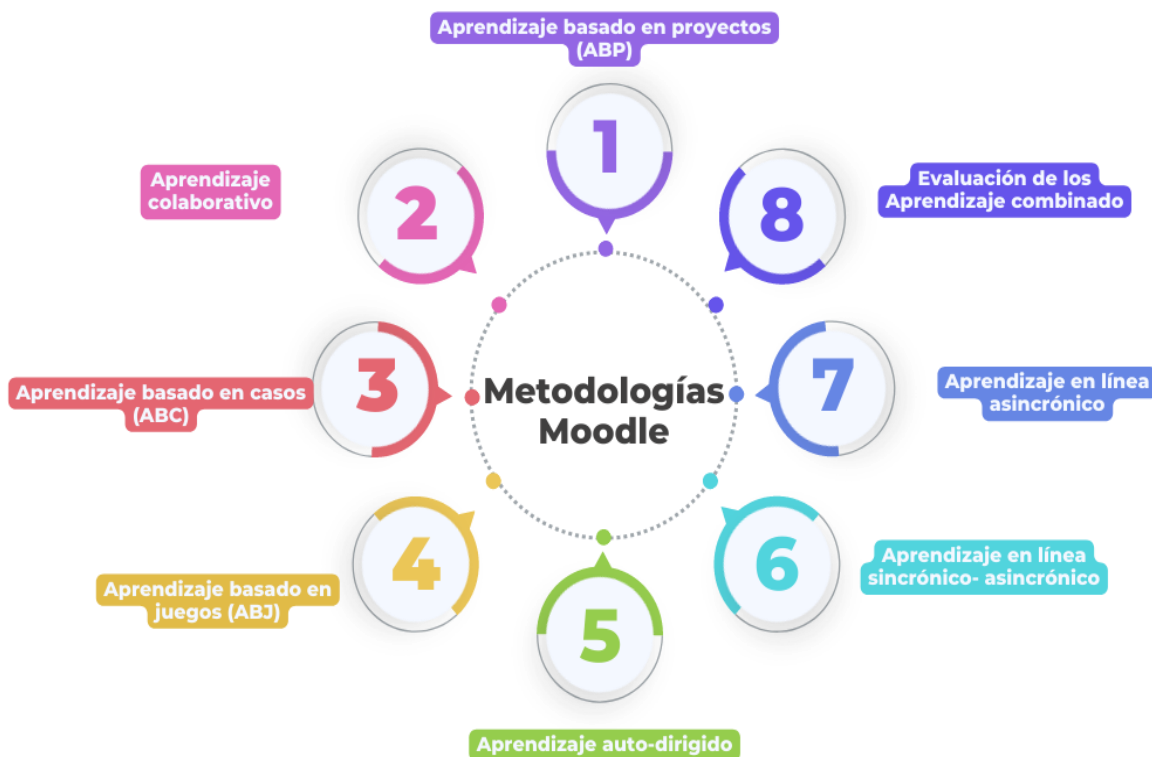 Aprendizaje basado en proyectos
(ABP)
1
Aprendizaje
colaborativo
2
8
Evaluación de los
Aprendizaje combinado
Aprendizaje basado en casos
(ABC)
3
Metodologías
Moodle
7
Aprendizaje en línea
asincrónico
Aprendizaje basado en
juegos (ABJ)
4
5
6
Aprendizaje en línea
sincrónico- asincrónico
Aprendizaje auto-dirigido